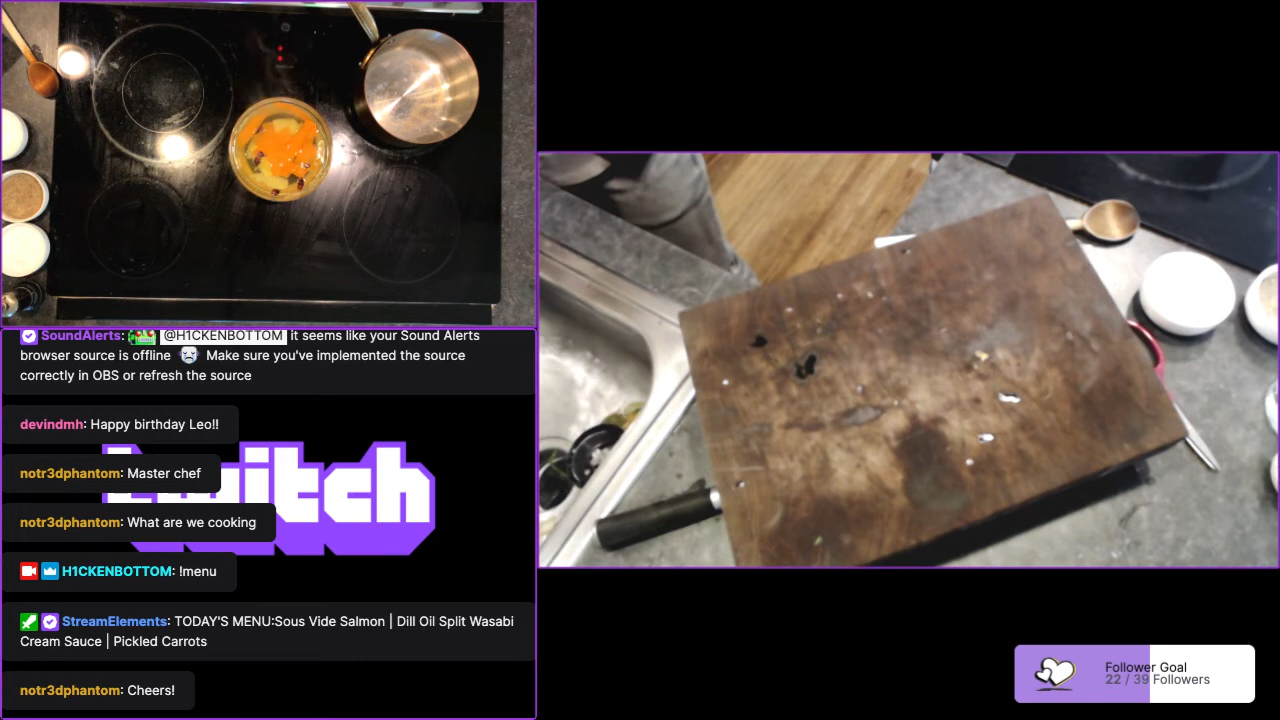 SoundAlerts: @H1CKENBOTTOM it seems like your Sound Alerts
browser source is offline Make sure you've implemented the source
correctly in OBS or refresh the source
devindmh: Happy birthday Leo!!
notr3dphantom: Master chef
twitch
notr3dphantom: What are we cooking
H1CKENBOTTOM: !menu
StreamElements: TODAY'S MENU:Sous Vide Salmon | Dill Oil Split Wasabi
Cream Sauce | Pickled Carrots
notr3dphantom: Cheers!
Follower Goal
22 / 39 Followers